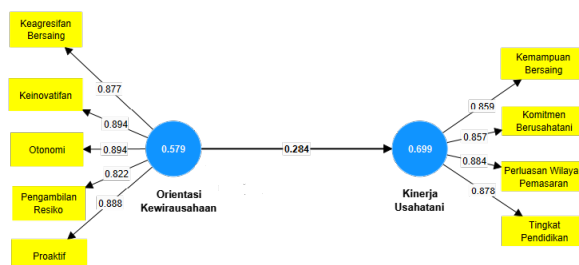 Keagresifan
Bersaing
0.877
Keinovatifan
0.894
Otonomi
0.894
Pengambilan
Resiko
0.822
Proaktif
0.888
0.579
Orientasi
Kewirausahaan
0.284
0.699
Kinerja
Usahatani
0.859
Kemampuan
Bersaing
0.857
Komitmen
Berusahatani
0.884
Perluasan Wilaya
Pemasaran
0.878
Tingkat
Pendidikan